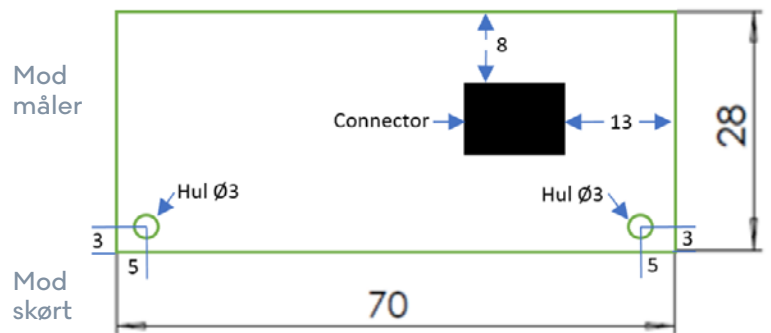 8
Mod
måler
Connector
13
28
Hul Ø3
Hul Ø3
3
3
5
5
Mod
skørt
70